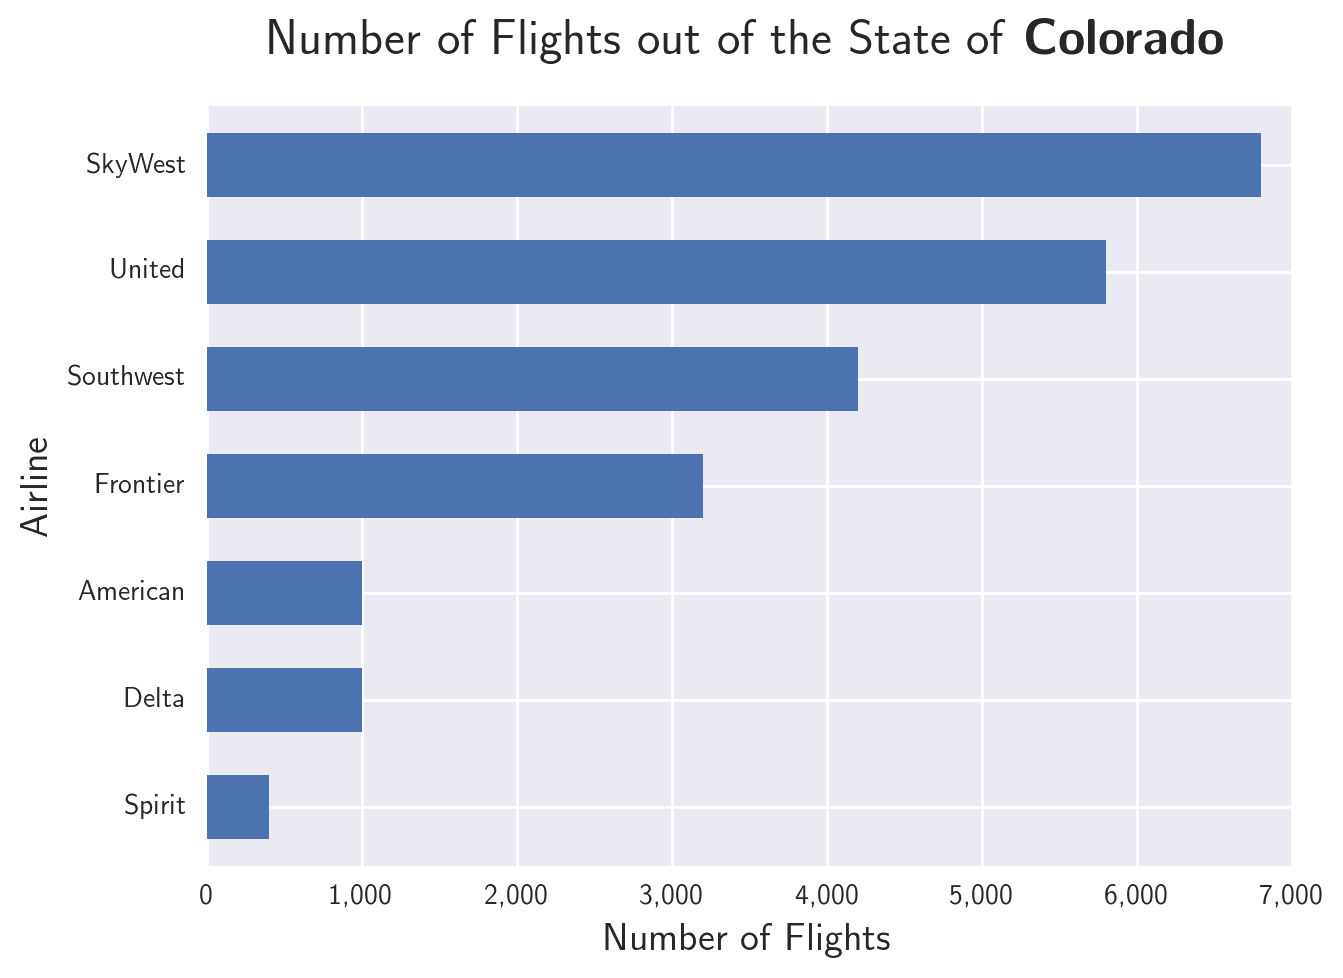 Number of Flights out of the State of Colorado
SkyWest
United
Southwest
Frontier
American
Delta
Spirit
Airline
0 1,000 2,000 3,000 4,000 5,000 6,000 7,000
Number of Flights